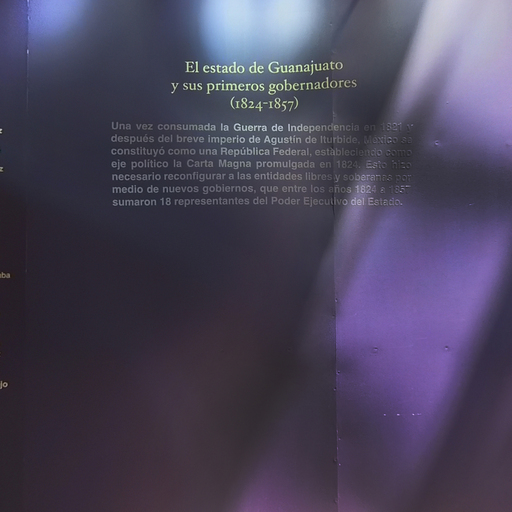 El estado de Guanajuato
y sus primeros gobernadores
(1824-1857)
Una vez consumada la Guerra de Independencia en 1821 y
después del breve imperio de Agustín de Iturbide, México se
constituyó como una República Federal, estableciendo como
eje político la Carta Magna promulgada en 1824. Esto hizo
necesario reconfigurar a las entidades libres y soberanas por
medio de nuevos gobiernos, que entre los años 1824 a 1857
sumaron 18 representantes del Poder Ejecutivo del Estado.
z
z
ba
jo